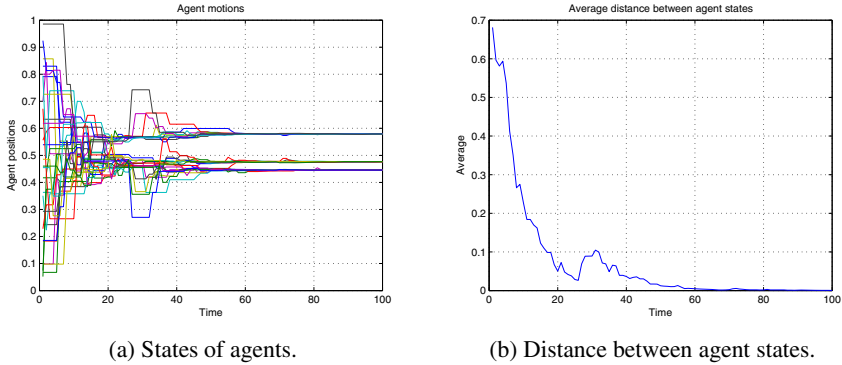 Agent motions
1
0.9
0.8
0.7
0.6
0.5
0.4
0.3
0.2
0.1
0
Agent positions
0 20 40 60 80 100
Time
(a) States of agents.
Average distance between agent states.
0.7
0.6
0.5
0.4
0.3
0.2
0.1
0
Average
0 20 40 60 80 100
Time
(b) Distance between agent states.